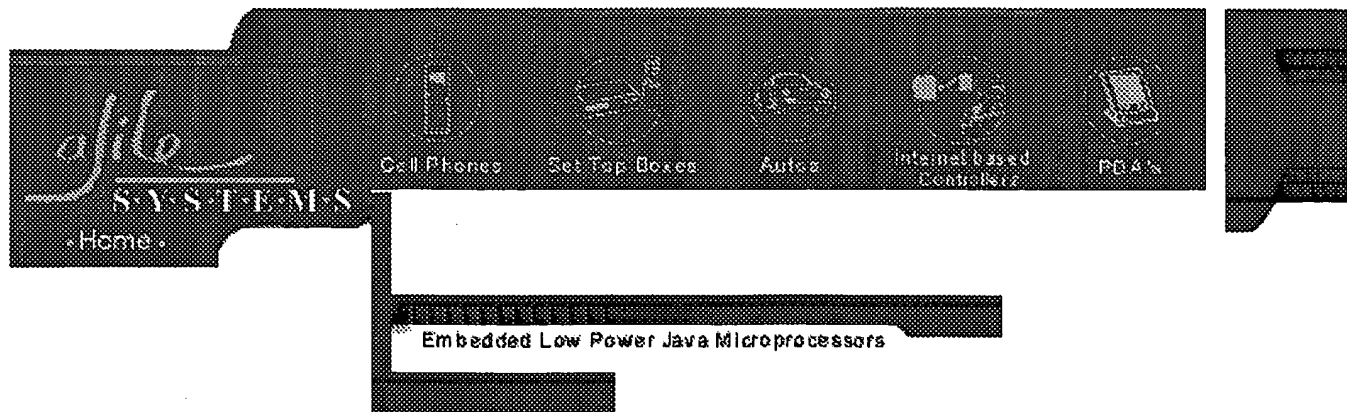 Cell Phones
Set Top Boxes
Autos
Internet based
Controllers
PDA's
aJile
S·Y·S·T·E·M·S
·Home·
Embedded Low Power Java Microprocessors